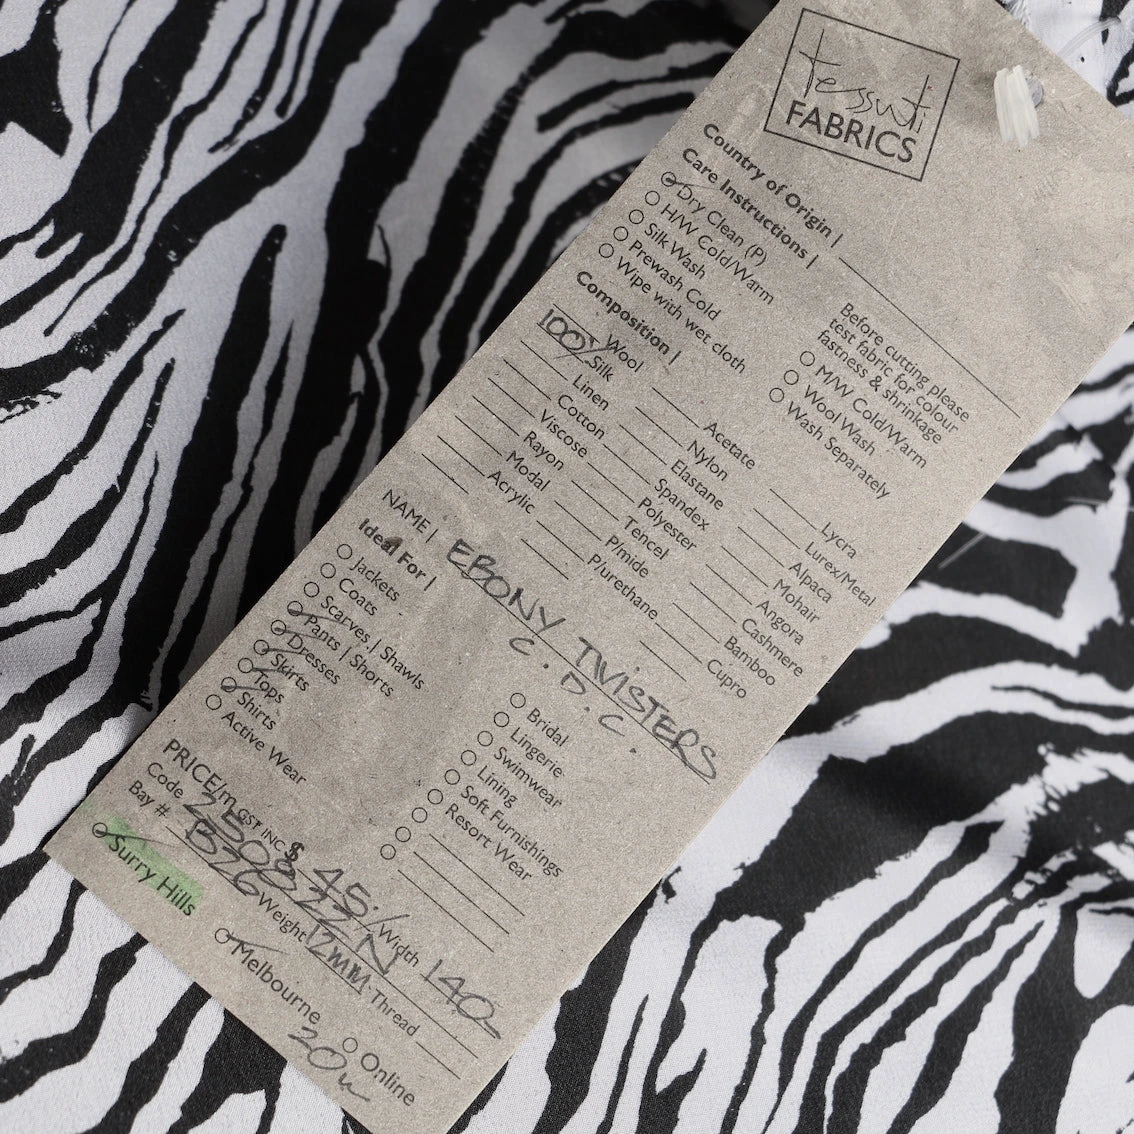 tessuti
FABRICS
Country of Origin |
Care Instructions |
Dry Clean (P)
H/W Cold/Warm
Silk Wash
Prewash Cold
Wipe with wet cloth
Before cutting please
test fabric for colour
fastness & shrinkage
M/W Cold/Warm
Wool Wash
Wash Separately
Composition |
Wool
100% Silk
Linen
Cotton
Viscose
Rayon
Modal
Acrylic
Acetate
Nylon
Elastane
Spandex
Polyester
Tencel
P/mide
P/urethane
Lycra
Lurex/Metal
Alpaca
Mohair
Angora
Cashmere
Bamboo
Cupro
NAME | EBONY TWISTERS
C.D.C.
Ideal For |
Jackets
Coats
Scarves | Shawls
Pants | Shorts
Dresses
Skirts
Tops
Shirts
Active Wear
Bridal
Lingerie
Swimwear
Lining
Soft Furnishings
Resort Wear
PRICE/m GST INC $ 45./ Width 140
Code Weight 12mm
Bay # B26 Thread
Surry Hills
Melbourne
Online